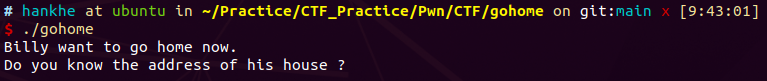 # hankhe at ubuntu in ~/Practice/CTF_Practice/Pwn/CTF/gohome on git:main x [9:43:01]
$ ./gohome
Billy want to go home now.
Do you know the address of his house ?